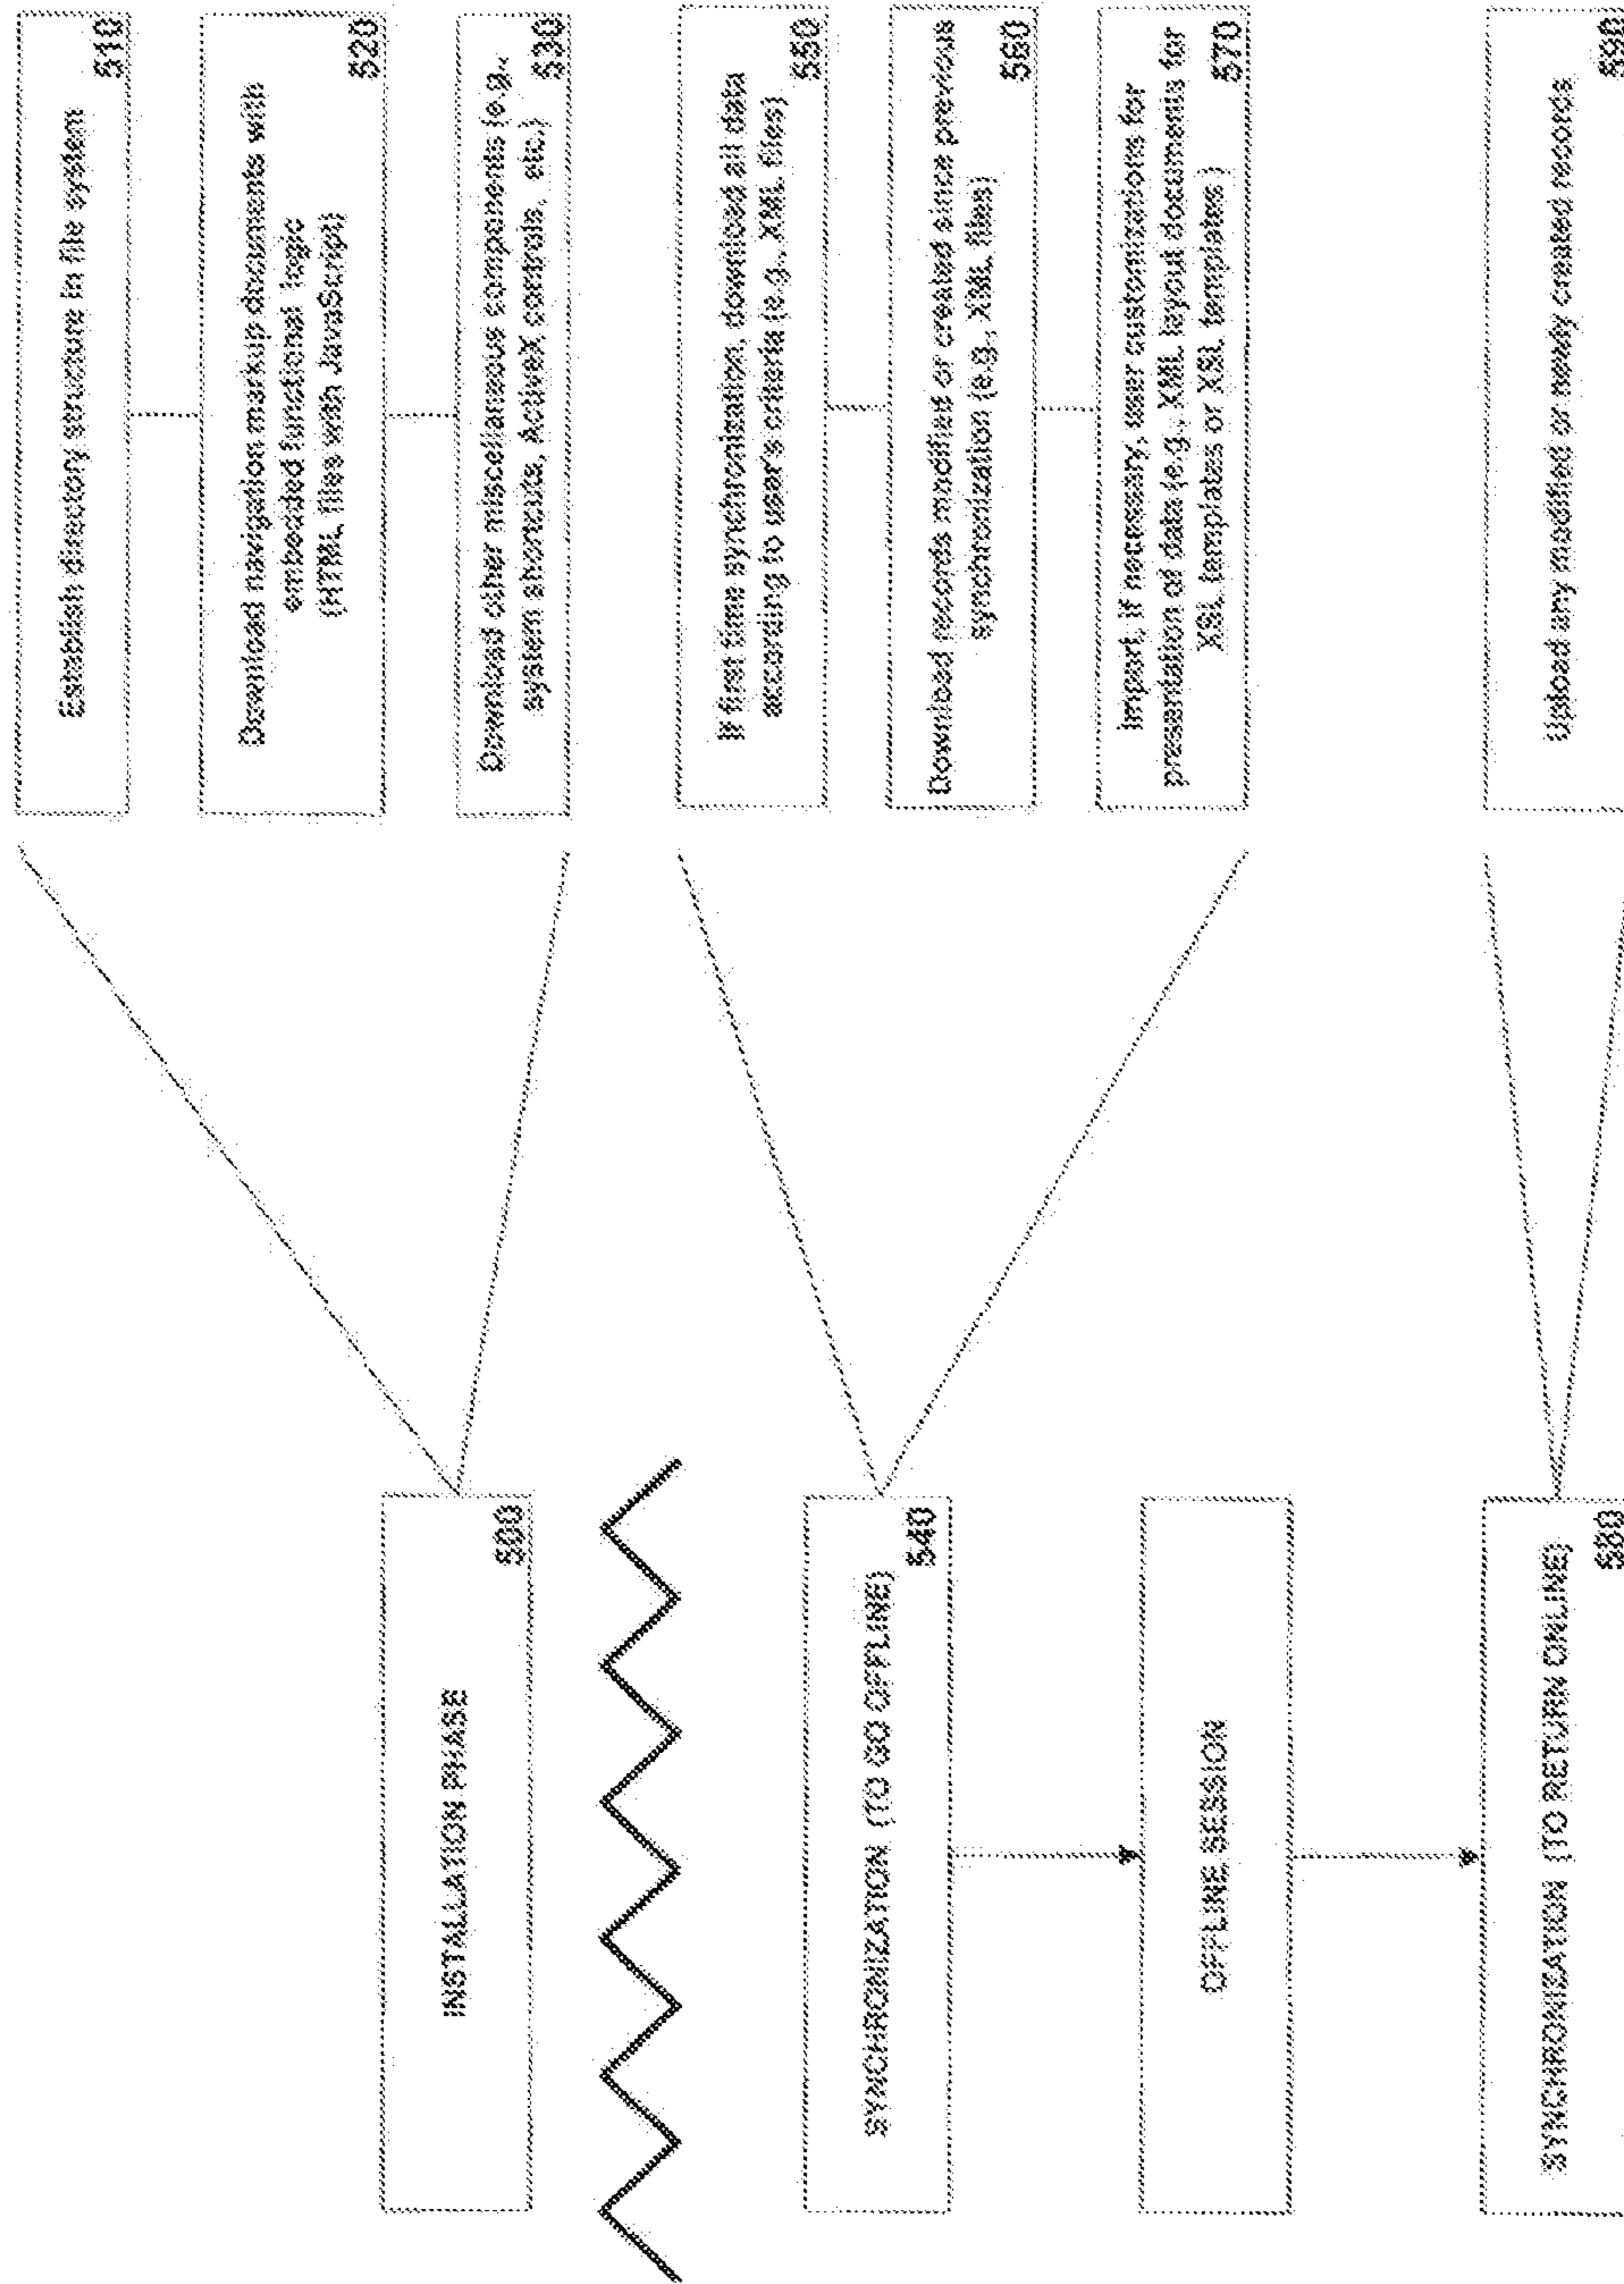 INSTALLATION PHASE
500
Establish directory structure in file system
510
Download navigation markup documents with
embedded functional logic
(HTML files with JavaScript)
520
Download other miscellaneous components (e.g.,
system shortcuts, ActiveX controls, etc.)
530
SYNCHRONIZATION (TO GO OFFLINE)
540
If first time synchronization, download all data
according to user's criteria (e.g., XML files)
550
Download records modified or created since previous
synchronization (e.g., XML files)
560
Import, if necessary, user customizations for
presentation of data (e.g., XML layout documents for
XSL templates or XSL templates)
570
OFFLINE SESSION
SYNCHRONISATION (TO RETURN ONLINE)
580
Upload any modified or newly created records
590